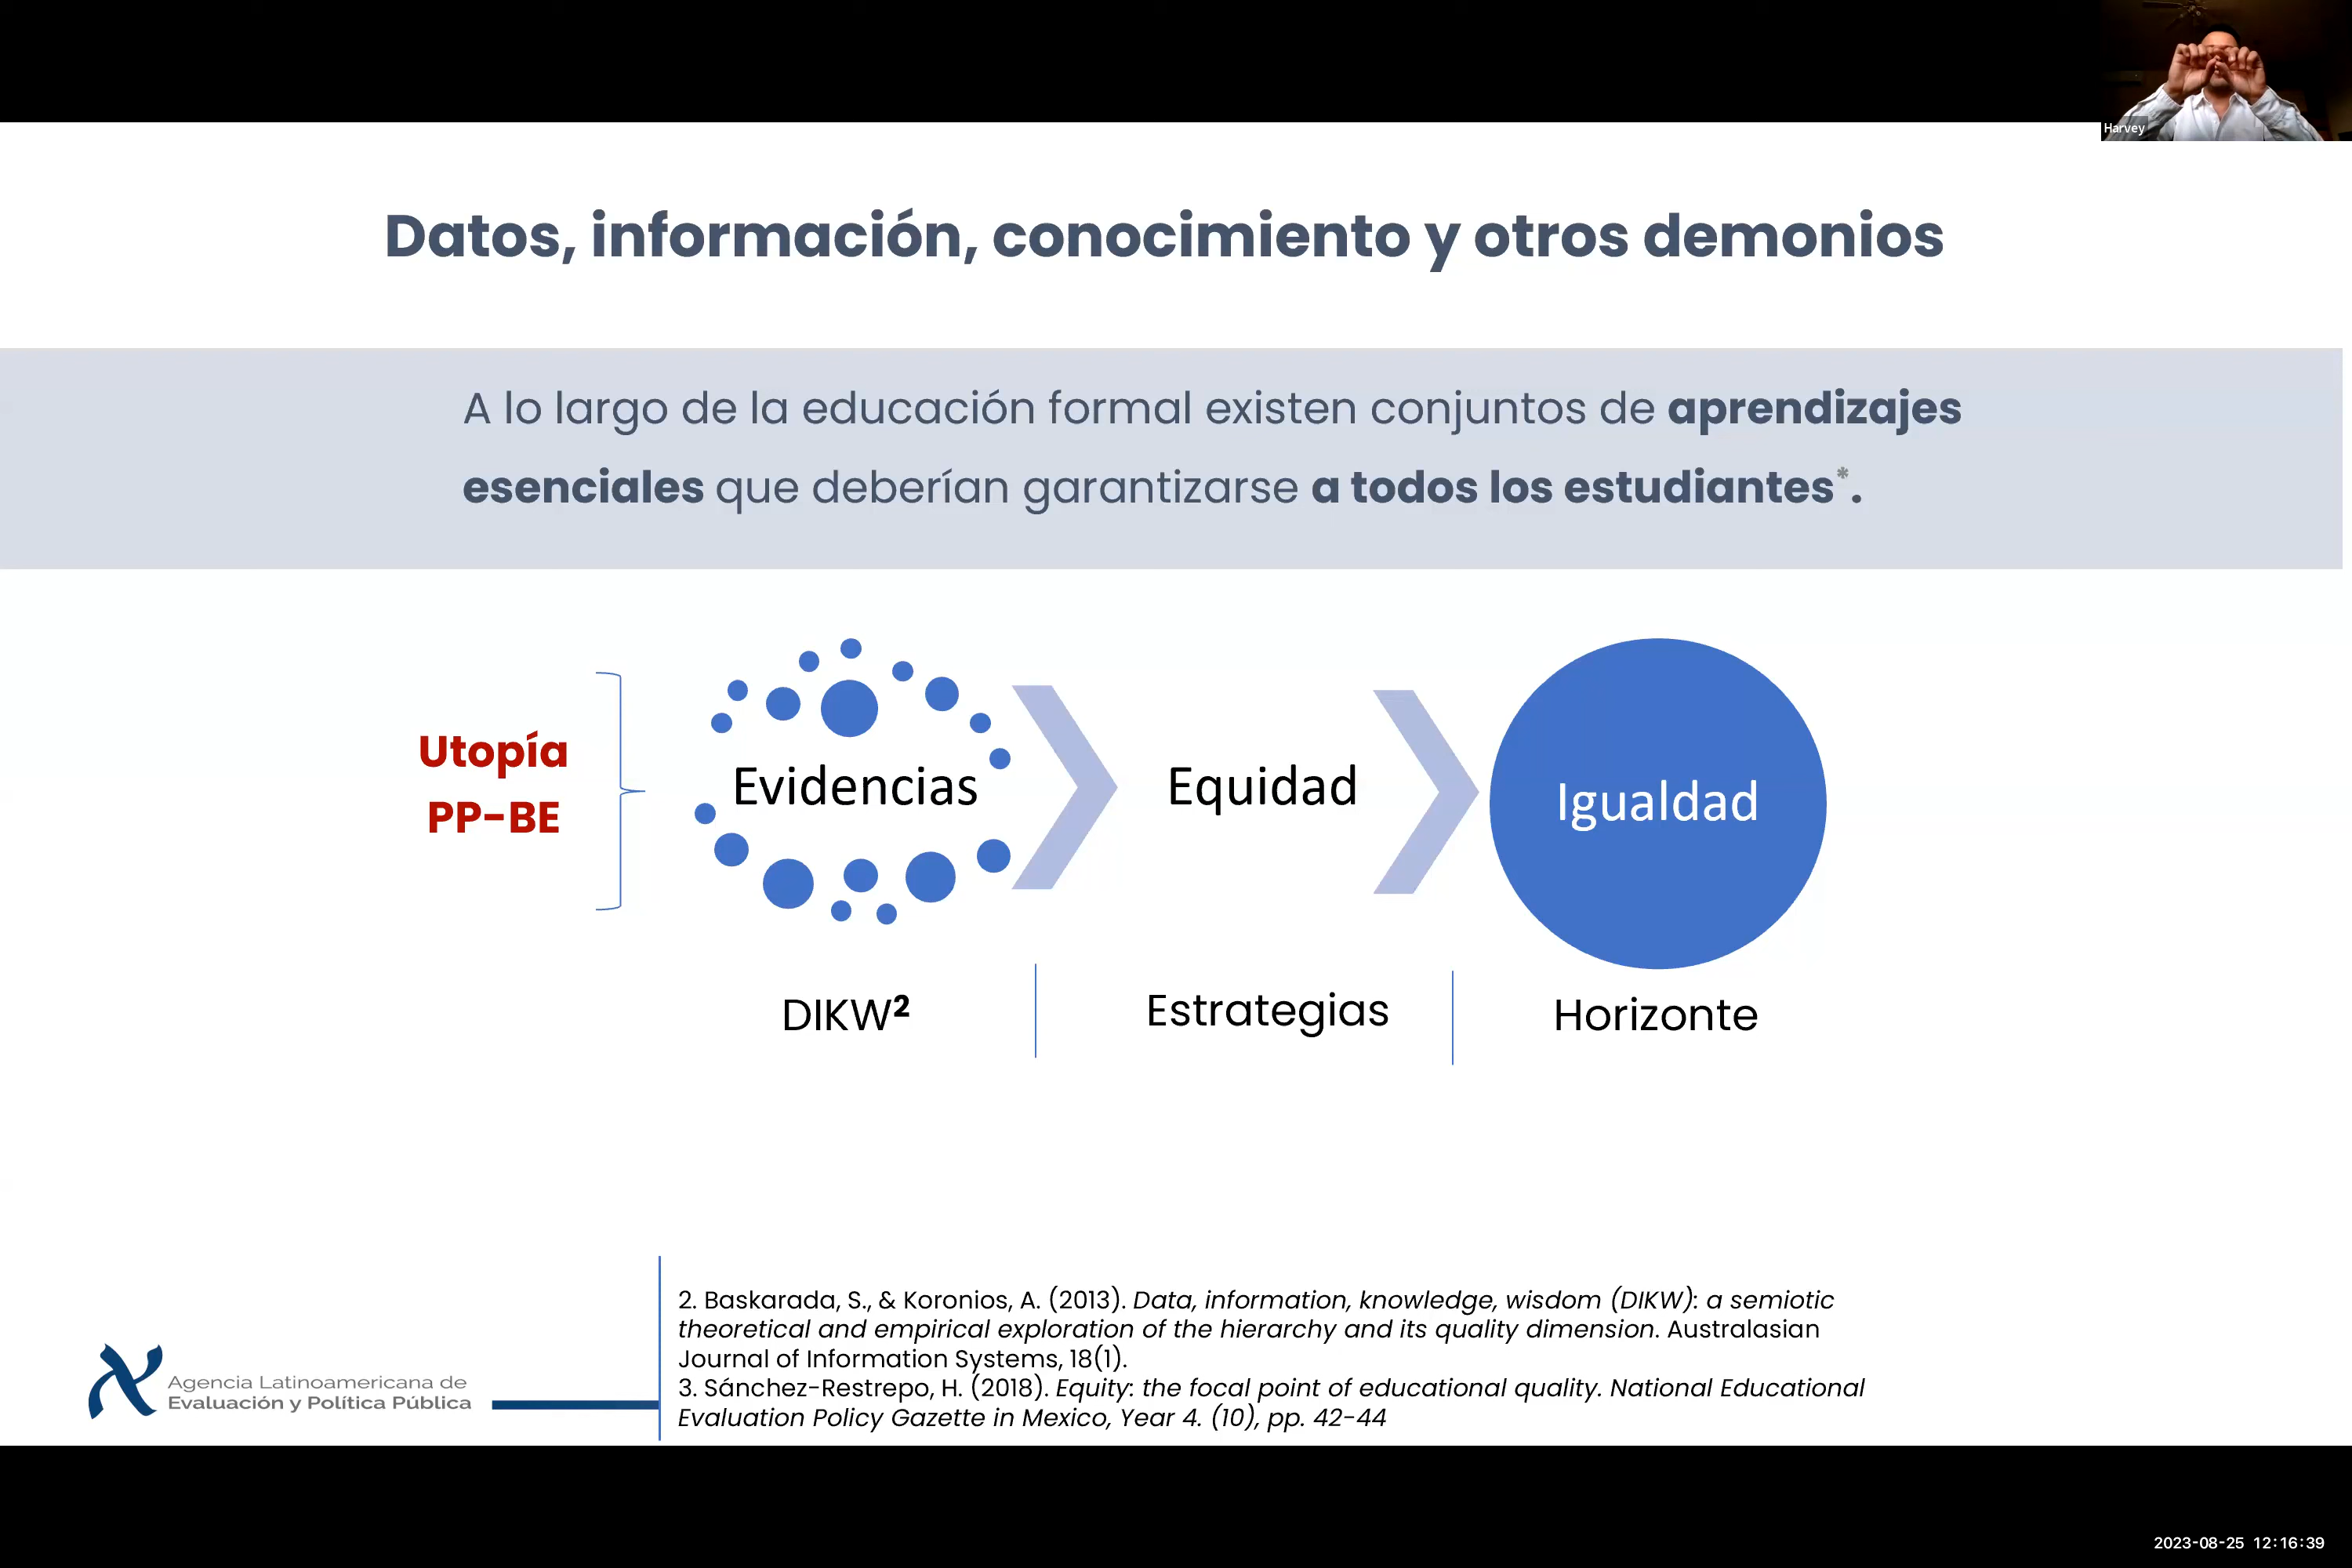 Harvey
Datos, información, conocimiento y otros demonios
A lo largo de la educación formal existen conjuntos de aprendizajes
esenciales que deberían garantizarse a todos los estudiantes*.
Utopía
PP-BE
Evidencias
Equidad
Igualdad
DIKW²
Estrategias
Horizonte
2. Baskarada, S., & Koronios, A. (2013). Data, information, knowledge, wisdom (DIKW): a semiotic
theoretical and empirical exploration of the hierarchy and its quality dimension. Australasian
Journal of Information Systems, 18(1).
3. Sánchez-Restrepo, H. (2018). Equity: the focal point of educational quality. National Educational
Evaluation Policy Gazette in Mexico, Year 4. (10), pp. 42-44
Agencia Latinoamericana de
Evaluación y Política Pública
2023-08-25 12:16:39